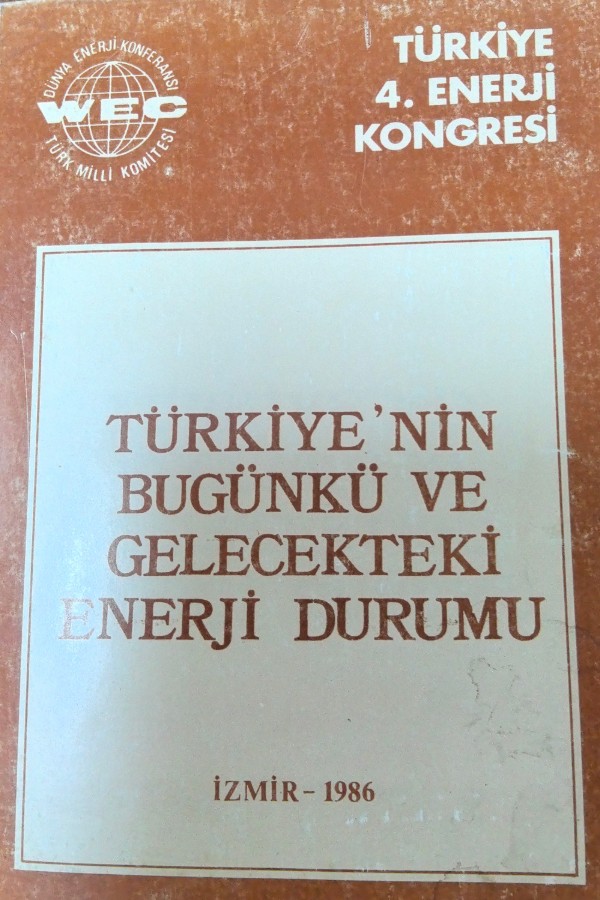 DÜNYA ENERJİ KONFERANSI
WEC
TÜRK MİLLİ KOMİTESİ
TÜRKİYE
4. ENERJİ
KONGRESİ
TÜRKİYE'NİN
BUGÜNKÜ VE
GELECEKTEKİ
ENERJİ DURUMU
İZMİR - 1986